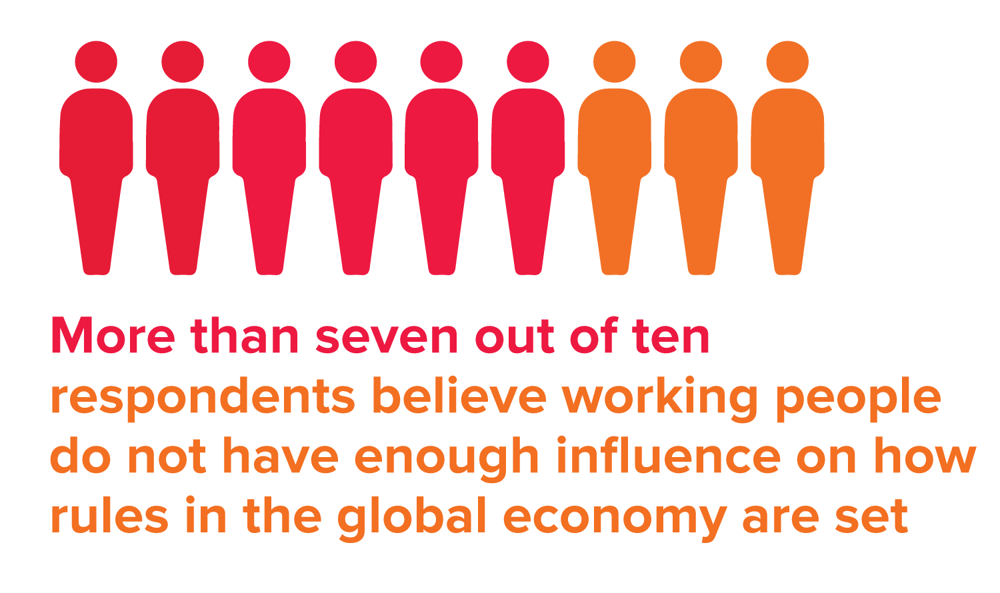 More than seven out of ten
respondents believe working people
do not have enough influence on how
rules in the global economy are set